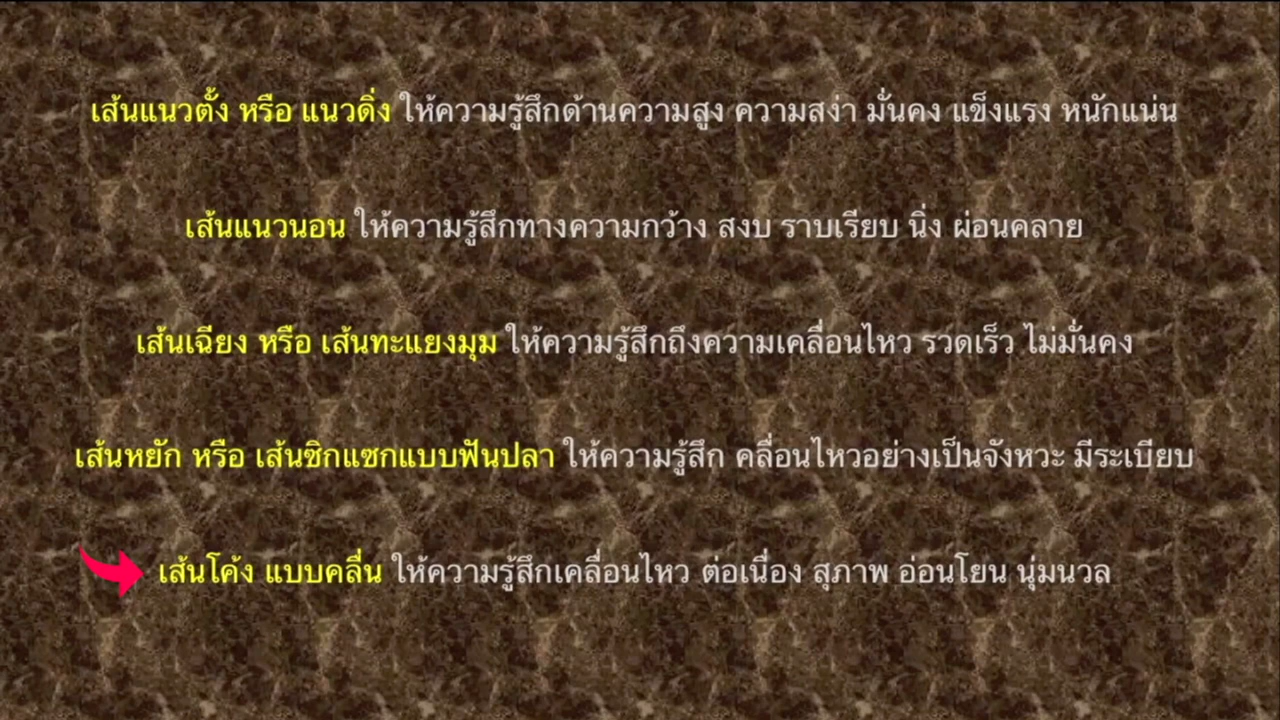 เส้นแนวตั้ง หรือ แนวดิ่ง ให้ความรู้สึกด้านความสูง ความสง่า มั่นคง แข็งแรง หนักแน่น
เส้นแนวนอน ให้ความรู้สึกทางความกว้าง สงบ ราบเรียบ นิ่ง ผ่อนคลาย
เส้นเฉียง หรือ เส้นทะแยงมุม ให้ความรู้สึกถึงความเคลื่อนไหว รวดเร็ว ไม่มั่นคง
เส้นหยัก หรือ เส้นซิกแซกแบบฟันปลา ให้ความรู้สึก คลื่อนไหวอย่างเป็นจังหวะ มีระเบียบ
เส้นโค้ง แบบคลื่น ให้ความรู้สึกเคลื่อนไหว ต่อเนื่อง สุภาพ อ่อนโยน นุ่มนวล